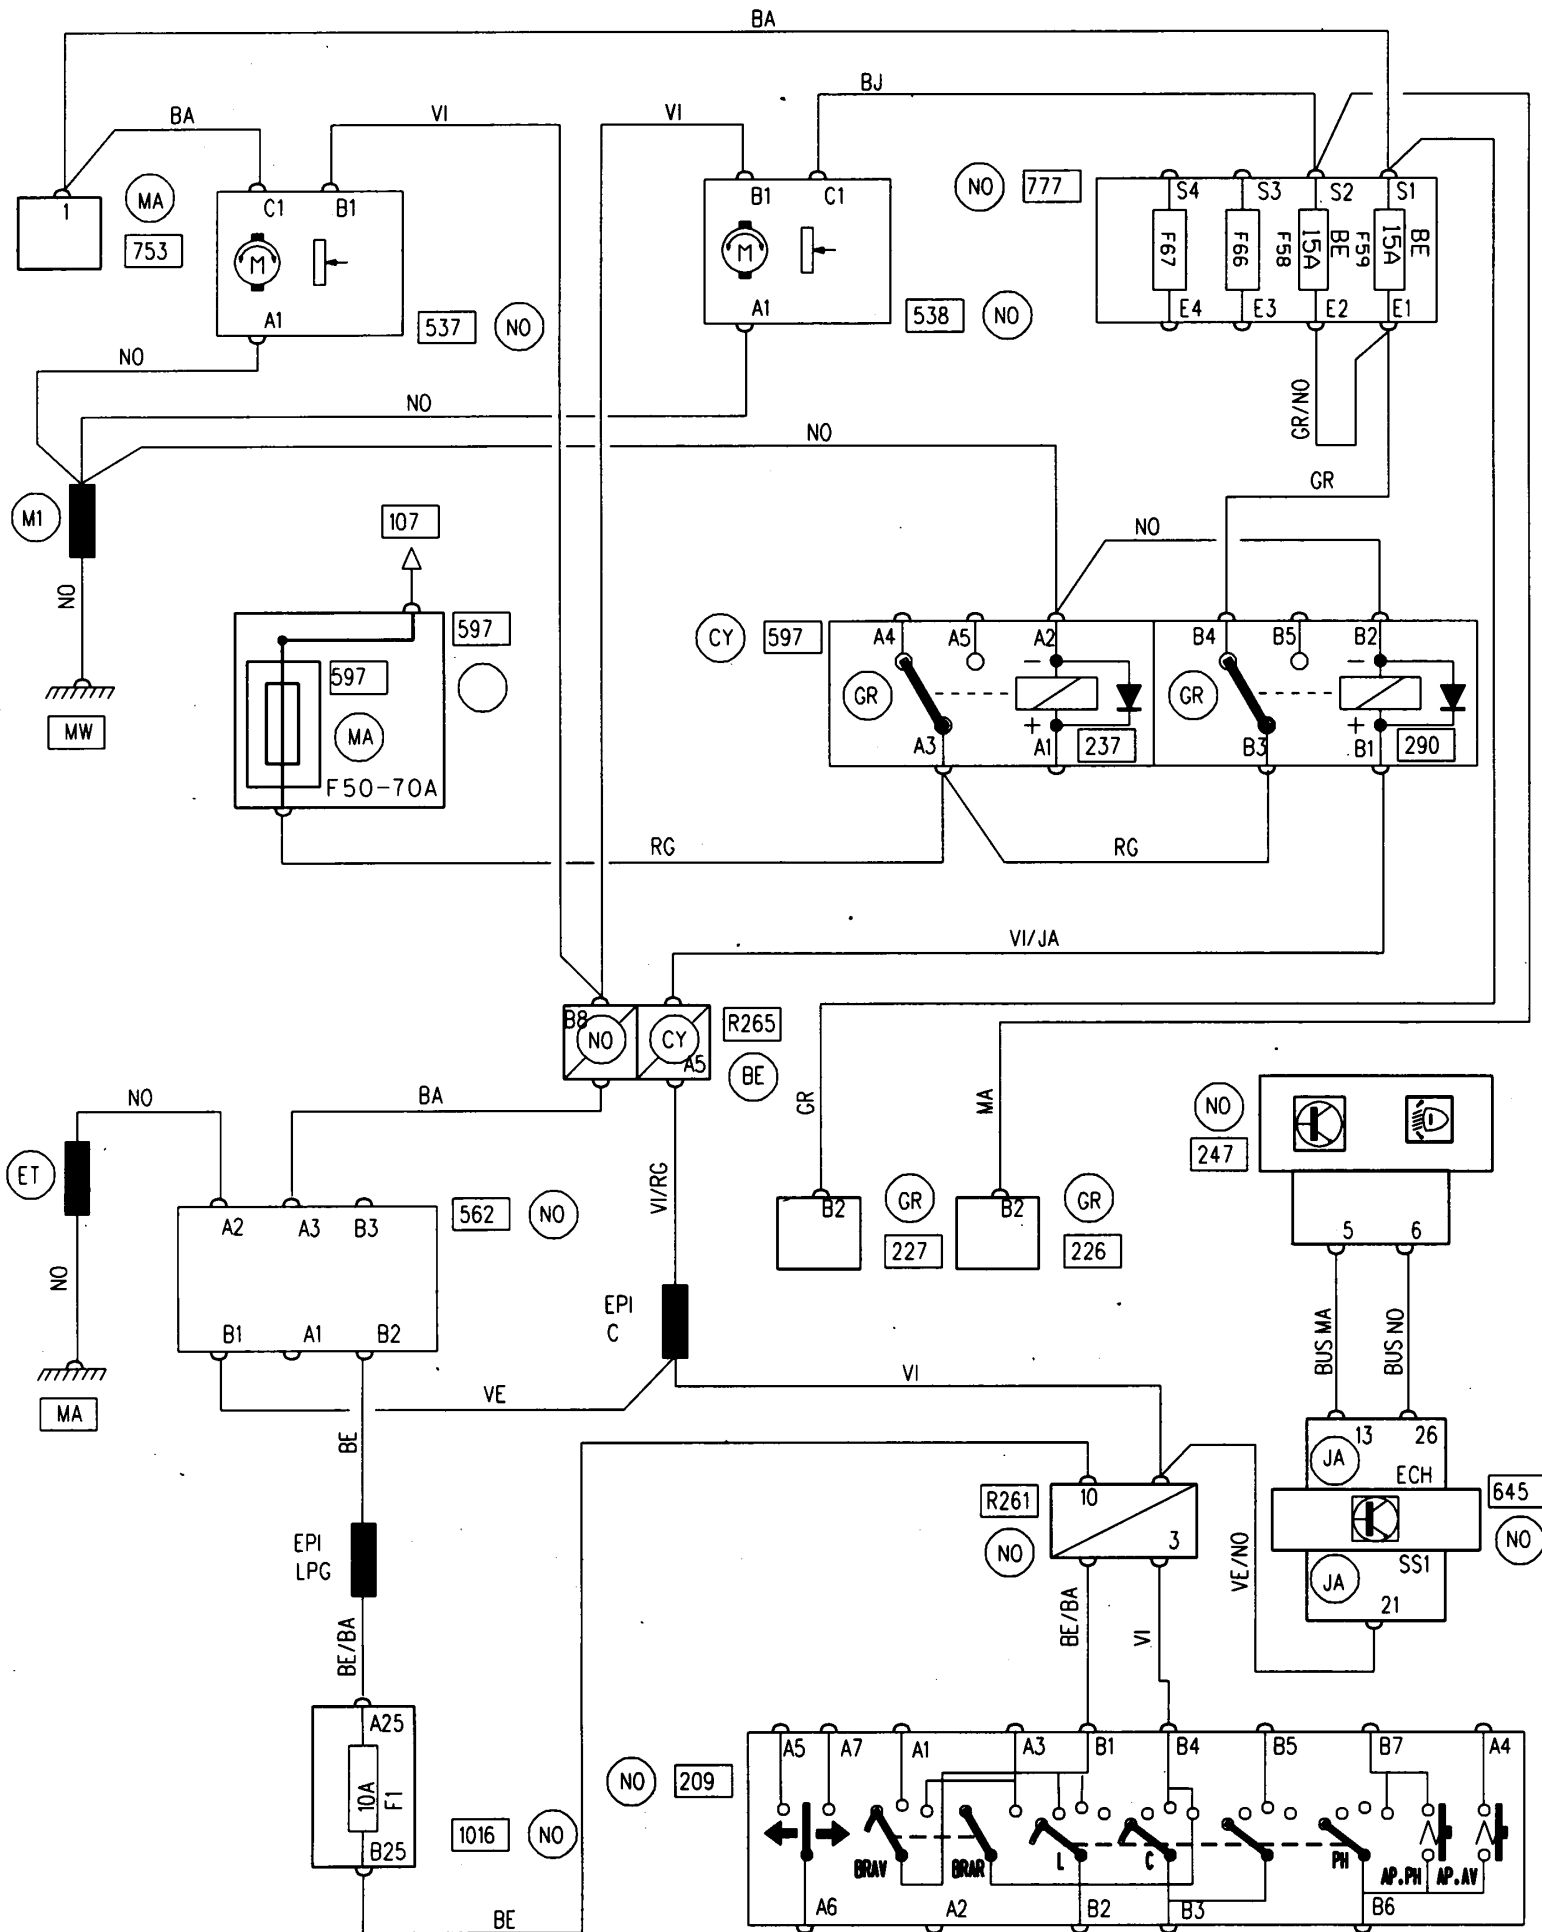 BA
BJ
BA VI VI
1 MA 753
C1 B1
M
A1
537 NO
B1 C1
M
A1
538 NO
NO 777
S4 S3 S2 S1
F67 F66 F58 15A BE F59 15A BE
E4 E3 E2 E1
NO
NO
NO
GR/NO
GR
M1
NO
MW
107
597
597
MA
F50-70A
NO
CY 597
A4 A5 A2 B4 B5 B2
- -
GR GR
+ +
A3 A1 237 B3 B1 290
RG RG
VI/JA
B8 NO CY A5
R265
BE
NO BA
VI/RG
GR MA
NO
247
ET
NO
A2 A3 B3
562 NO
B1 A1 B2
MA
B2 GR
227
B2 GR
226
5 6
BUS MA BUS NO
EPI
C
VE VI
BE
13 26
JA ECH
645
NO
JA SS1
21
R261 10
NO 3
VE/NO
EPI
LPG
BE/BA
BE/BA VI
A25
10A F1
B25
1016 NO
NO 209
A5 A7 A1 A3 B1 B4 B5 B7 A4
BRAV BRAR L C PH AP.PH AP.AV
A6 A2 B2 B3 B6
BE